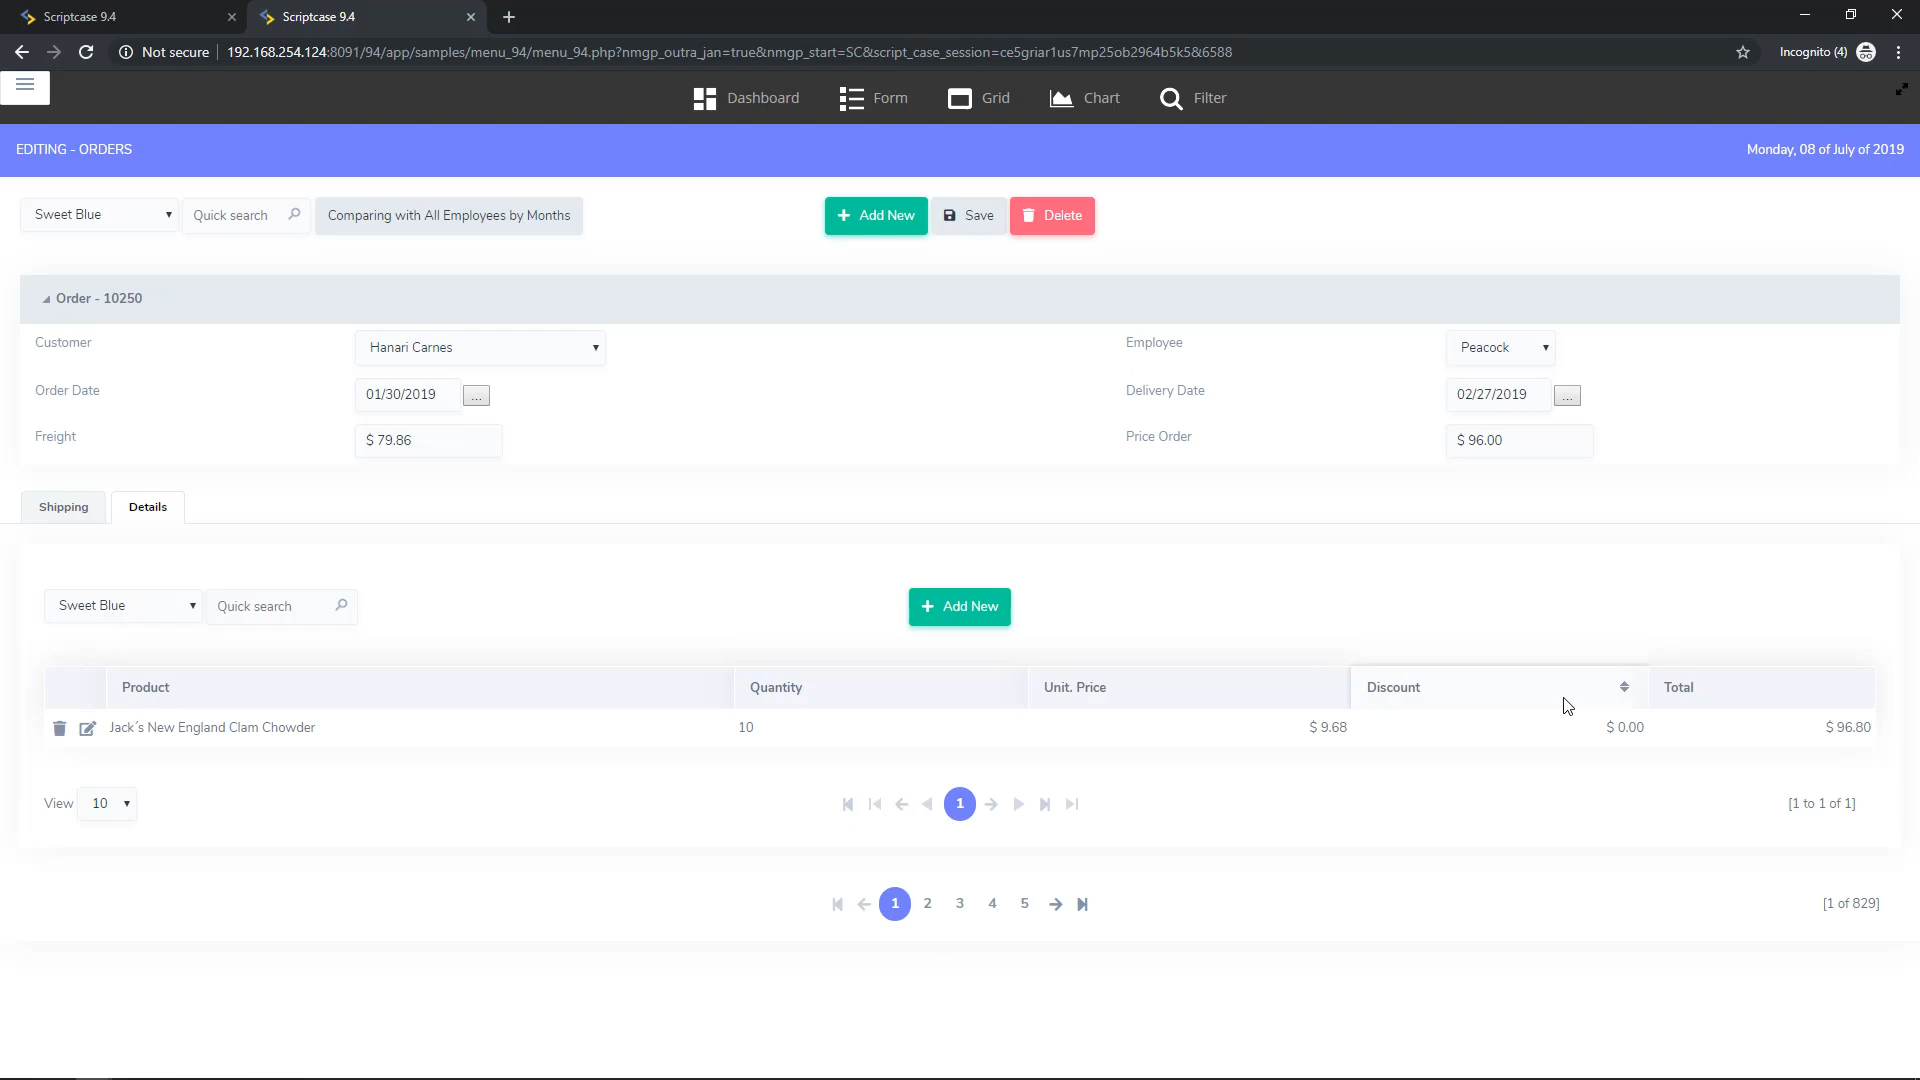 Scriptcase 9.4
Scriptcase 9.4
Not secure
192.168.254.124:8091/94/app/samples/menu_94/menu_94.php?nmgp_outra_jan=true&nmgp_start=SC&script_case_session=ce5griar1us7mp25ob2964b5k5&6588
Incognito (4)
Dashboard
Form
Grid
Chart
Filter
EDITING - ORDERS
Monday, 08 of July of 2019
Sweet Blue
Quick search
Comparing with All Employees by Months
Add New
Save
Delete
Order - 10250
Customer
Hanari Carnes
Employee
Peacock
Order Date
01/30/2019
...
Delivery Date
02/27/2019
...
Freight
$ 79.86
Price Order
$ 96.00
Shipping
Details
Sweet Blue
Quick search
Add New
Product
Quantity
Unit. Price
Discount
Total
Jack´s New England Clam Chowder
10
$ 9.68
$ 0.00
$ 96.80
View
10
1
[1 to 1 of 1]
1
2
3
4
5
[1 of 829]